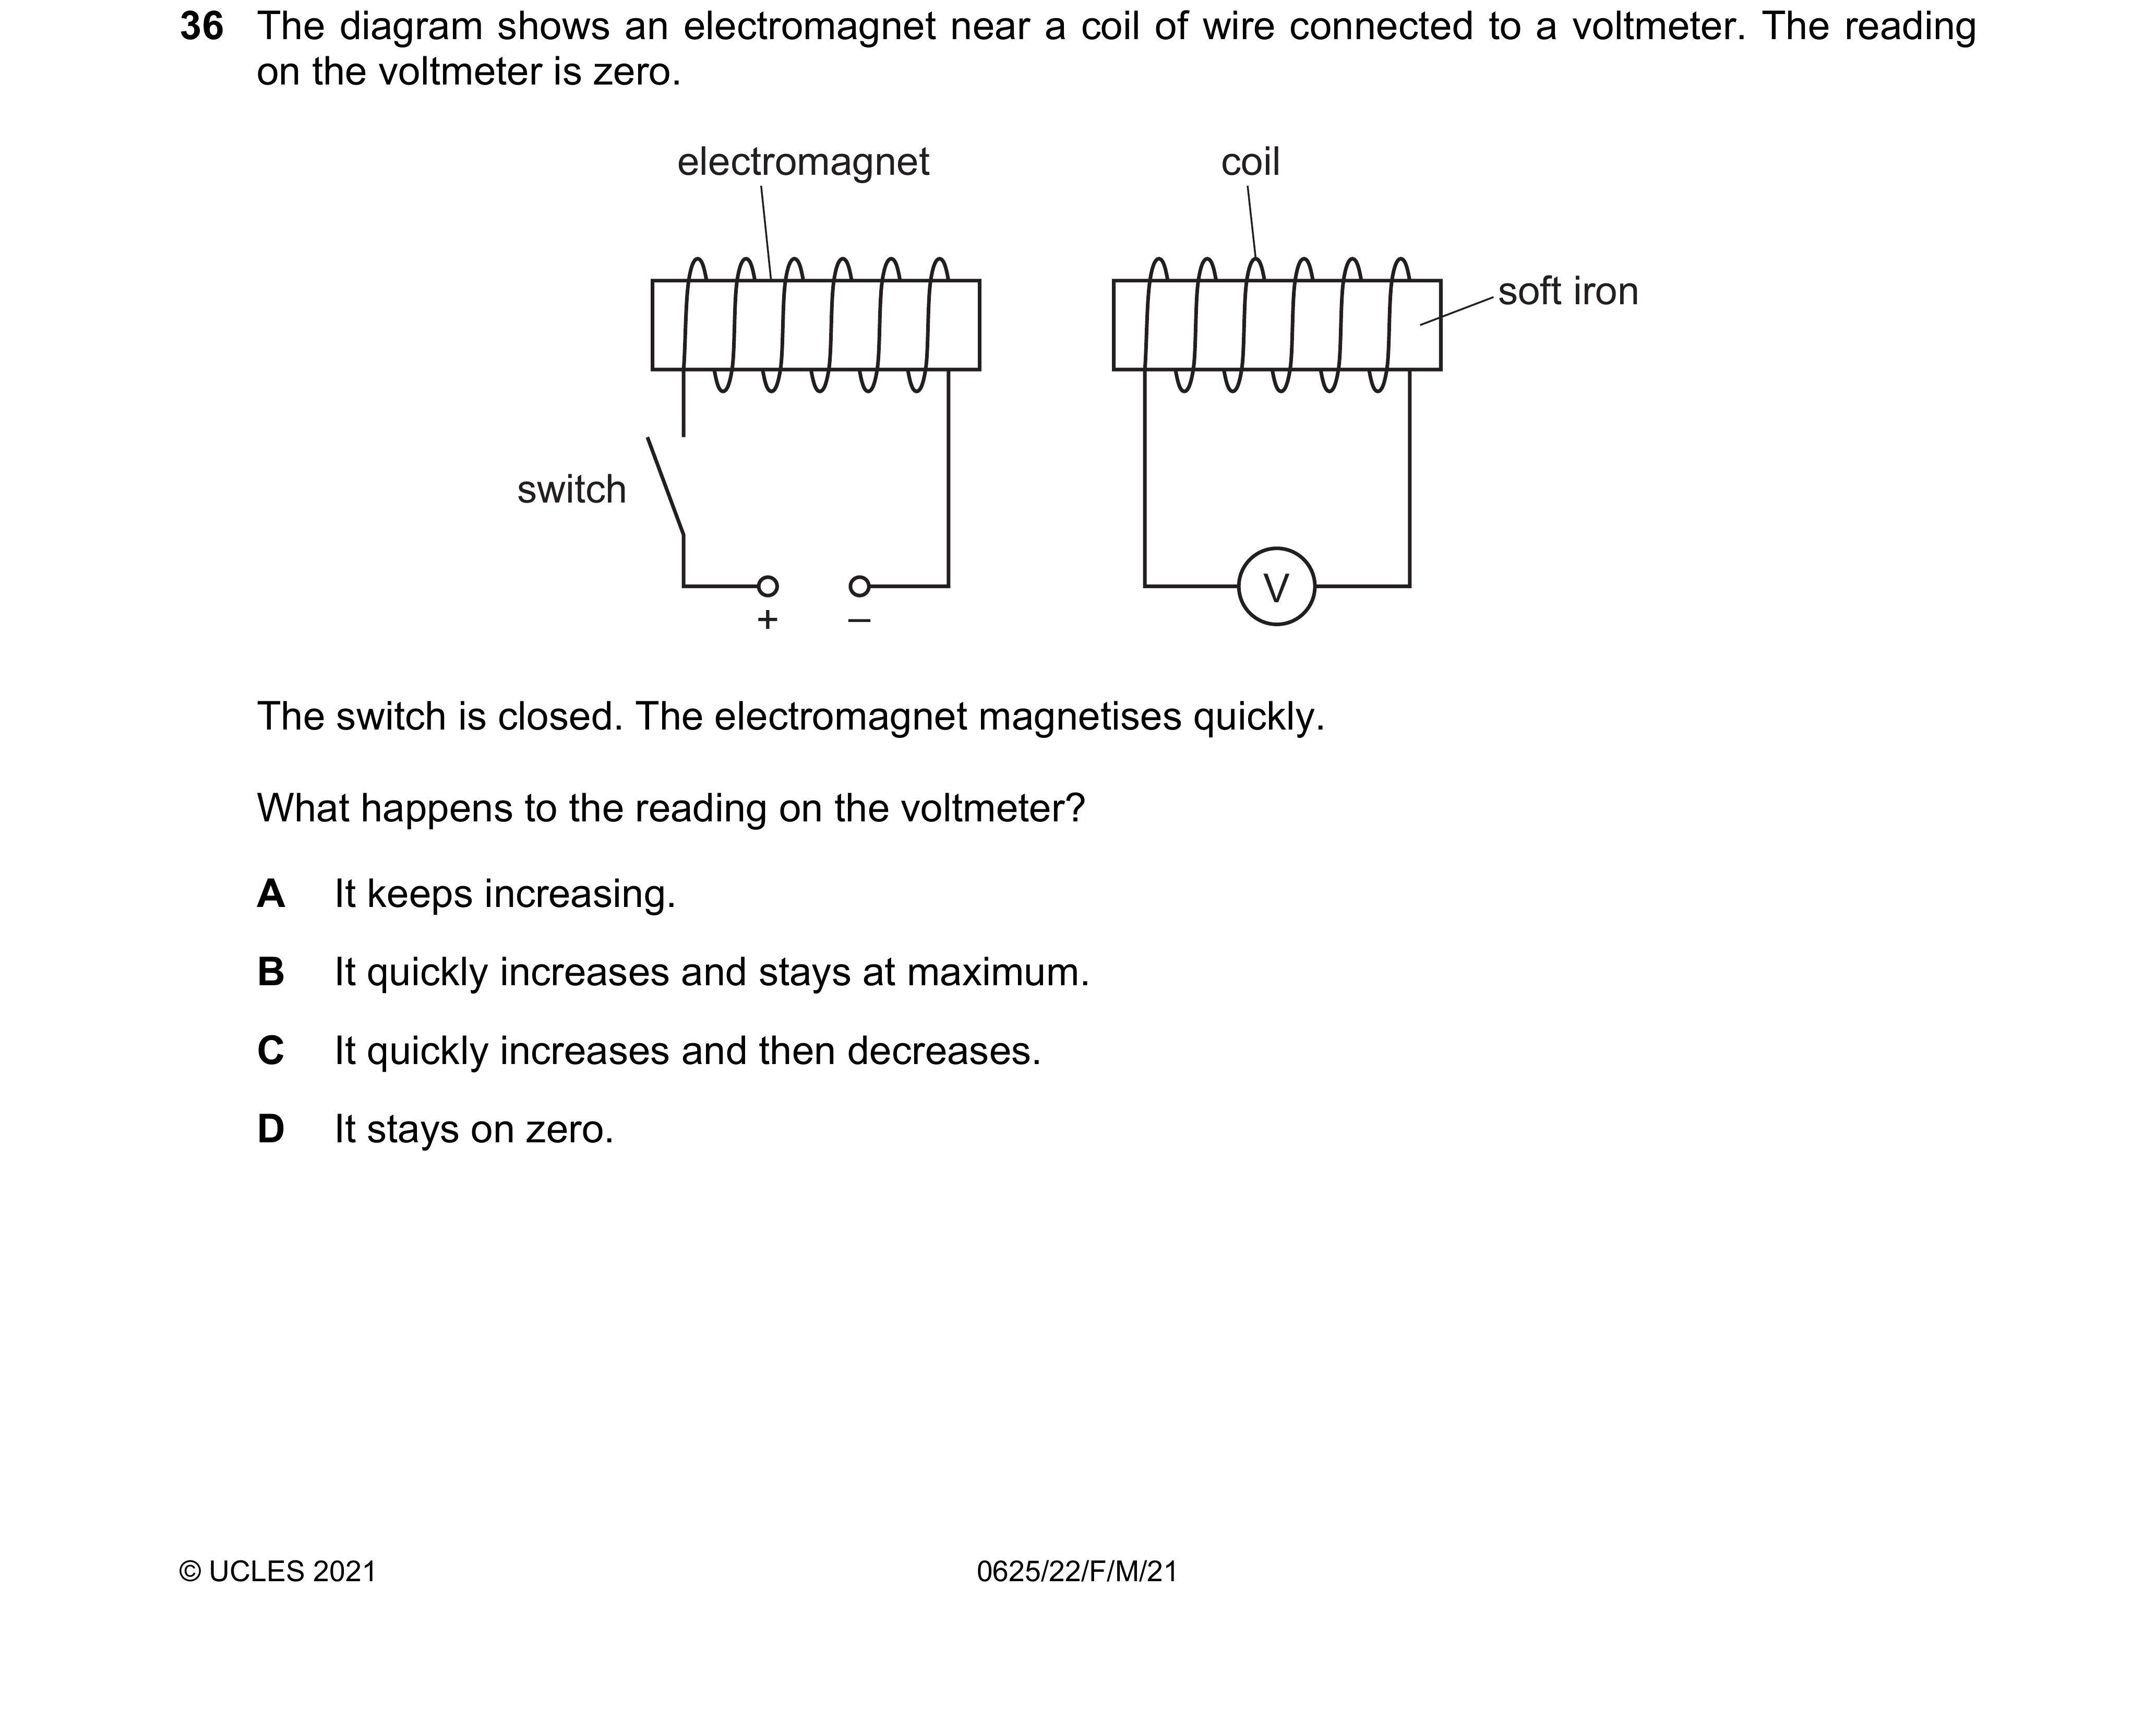 36 The diagram shows an electromagnet near a coil of wire connected to a voltmeter. The reading
on the voltmeter is zero.
electromagnet
coil
soft iron
switch
V
+
–
The switch is closed. The electromagnet magnetises quickly.
What happens to the reading on the voltmeter?
A It keeps increasing.
B It quickly increases and stays at maximum.
C It quickly increases and then decreases.
D It stays on zero.
© UCLES 2021
0625/22/F/M/21